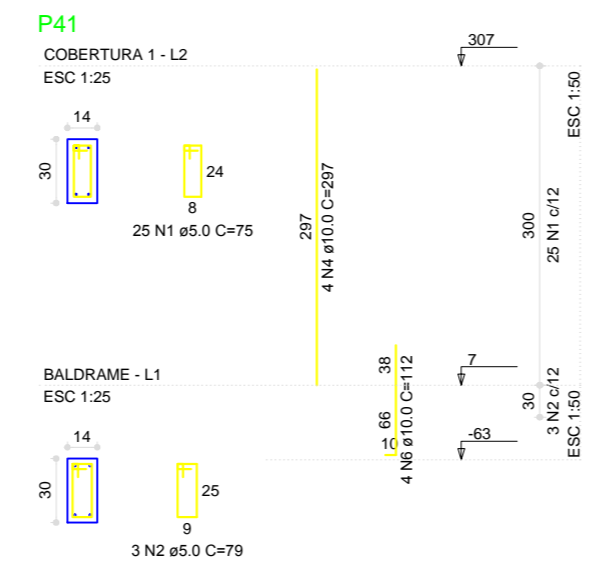 P41
COBERTURA 1 - L2
ESC 1:25
307
ESC 1:50
14
30
24
8
25 N1 ø5.0 C=75
297
4 N4 ø10.0 C=297
300
25 N1 c/12
BALDRAME - L1
ESC 1:25
38
66
10
4 N6 ø10.0 C=112
7
30
3 N2 c/12
ESC 1:50
-63
14
30
25
9
3 N2 ø5.0 C=79